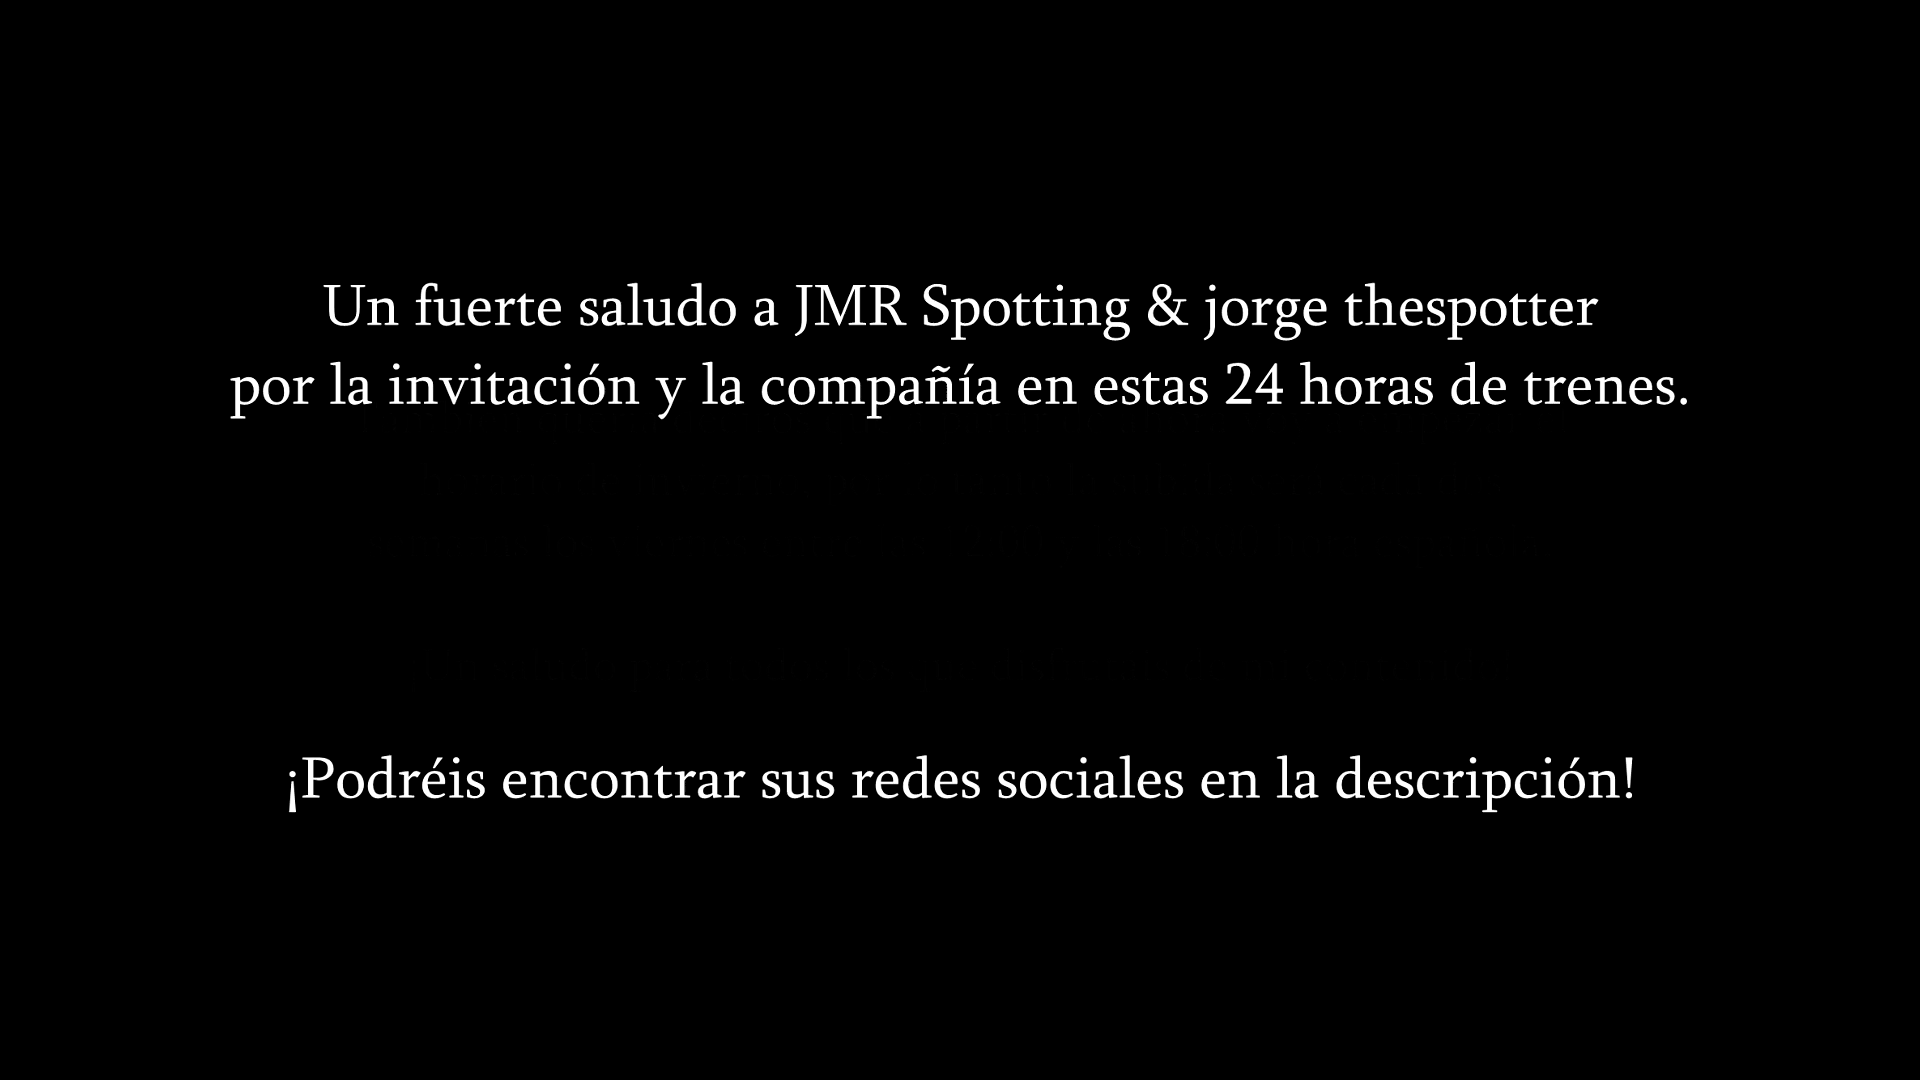 Un fuerte saludo a JMR Spotting & jorge thespotter
por la invitación y la compañía en estas 24 horas de trenes.
¡Podréis encontrar sus redes sociales en la descripción!